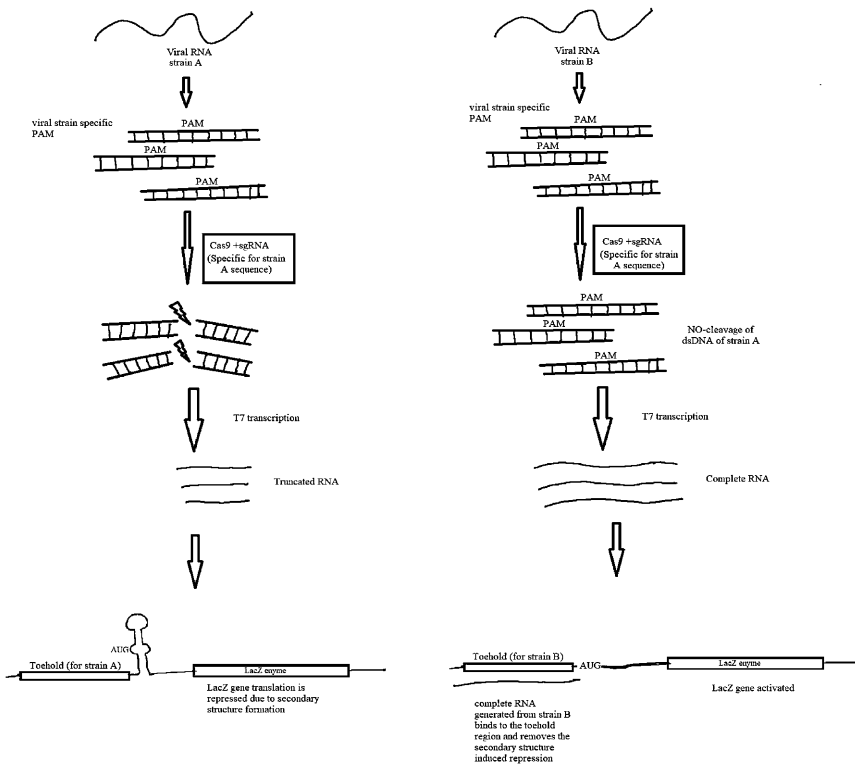 Viral RNA
strain A
viral strain specific
PAM
PAM
PAM
PAM
Cas9 +sgRNA
(Specific for strain
A sequence)
T7 transcription
Truncated RNA
Toehold (for strain A)
AUG
LacZ enyme
LacZ gene translation is
repressed due to secondary
structure formation
Viral RNA
strain B
viral strain specific
PAM
PAM
PAM
PAM
Cas9 +sgRNA
(Specific for strain
A sequence)
PAM
PAM
PAM
NO-cleavage of
dsDNA of strain A
T7 transcription
Complete RNA
Toehold (for strain B)
AUG
LacZ enyme
LacZ gene activated
complete RNA
generated from strain B
binds to the toehold
region and removes the
secondary structure
induced repression